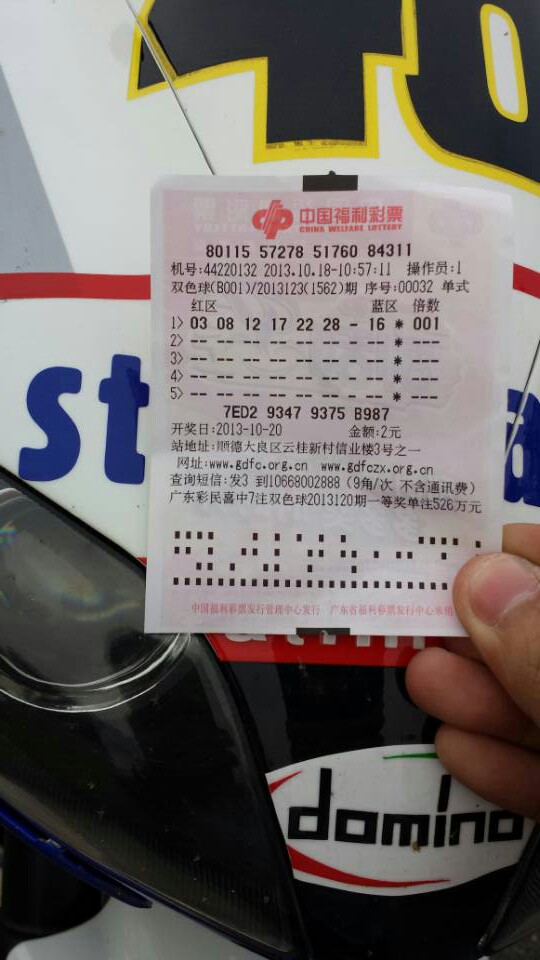 中国福利彩票
CHINA WELFARE LOTTERY
80115 57278 51760 84311
机号:44220132 2013.10.18-10:57:11 操作员:1
双色球(B001)/2013123(1562)期 序号:00032 单式
红区 蓝区 倍数
1> 03 08 12 17 22 28 - 16 * 001
2> -- -- -- -- -- -- - -- * ---
3> -- -- -- -- -- -- - -- * ---
4> -- -- -- -- -- -- - -- * ---
5> -- -- -- -- -- -- - -- * ---
7ED2 9347 9375 B987
开奖日:2013-10-20 金额:2元
站地址:顺德大良区云桂新村信业楼3号之一
网址:www.gdfc.org.cn www.gdfczx.org.cn
查询短信:发3 到10668002888 (9角/次 不含通讯费)
广东彩民喜中7注双色球2013120期一等奖单注526万元
中国福利彩票发行管理中心发行 广东省福利彩票发行中心承销
st
domino